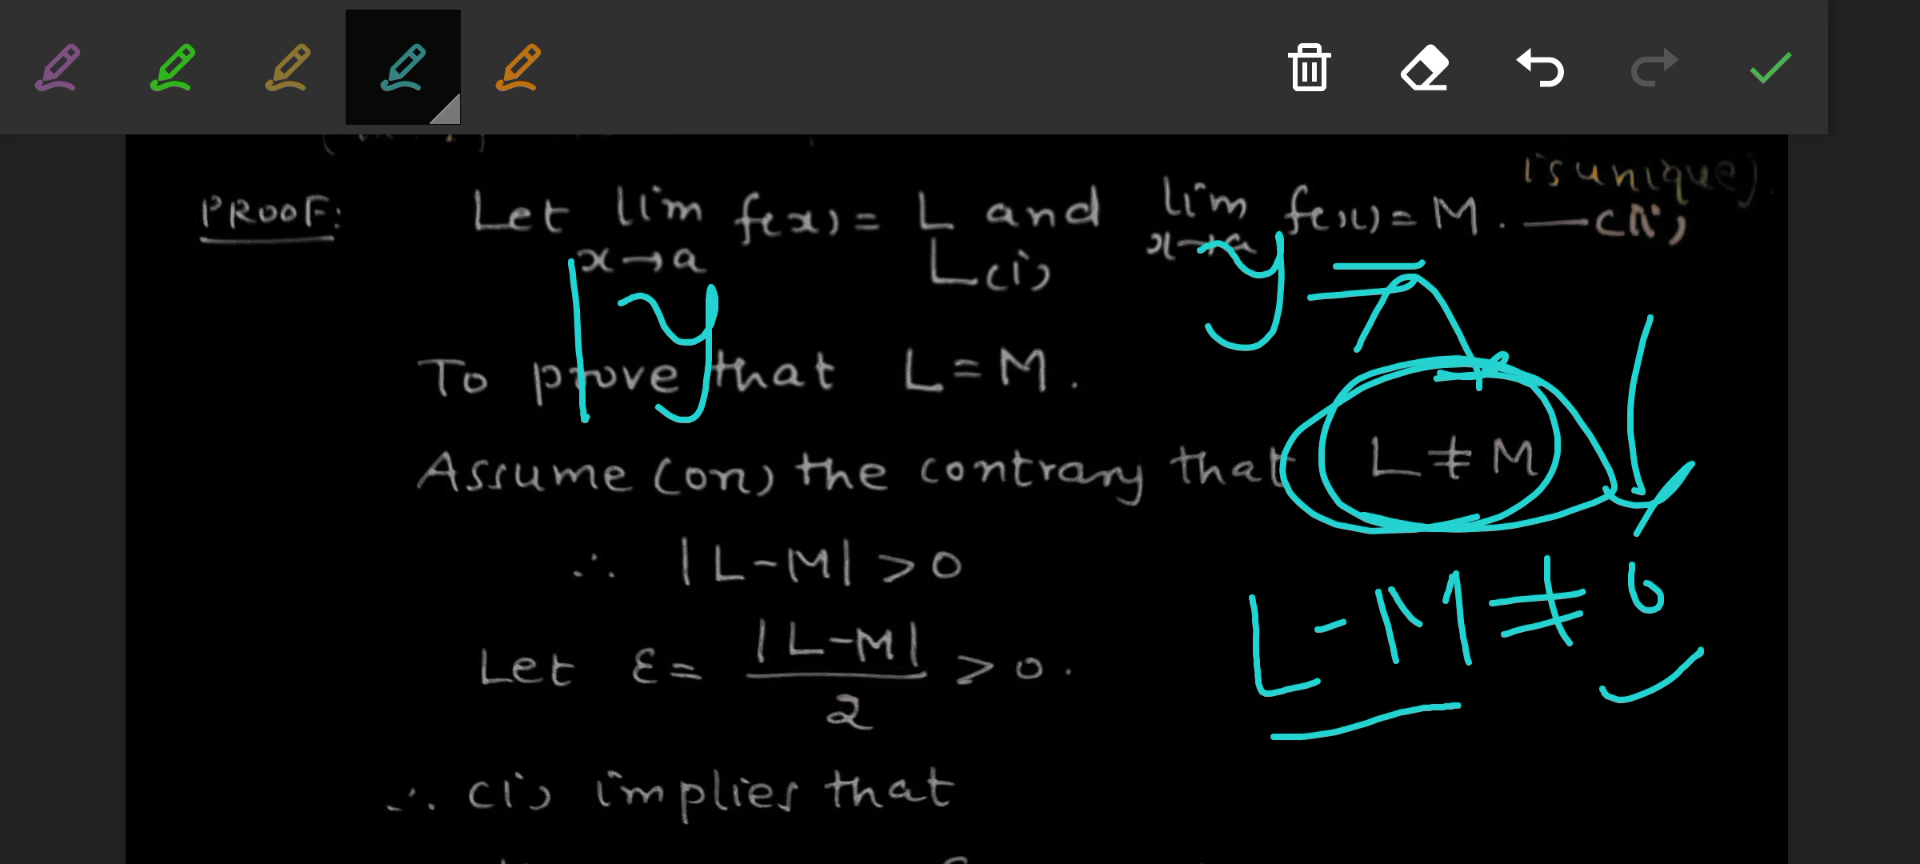 is unique).
PROOF: Let lim f(x) = L and lim f(x) = M. — (ii)
x→a L(i) x→a
y y =
To prove that L = M.
Assume (on) the contrary that L ≠ M
∴ |L-M| > 0
L - M ≠ 0
Let ε = |L-M| / 2 > 0.
∴ (i) implies that